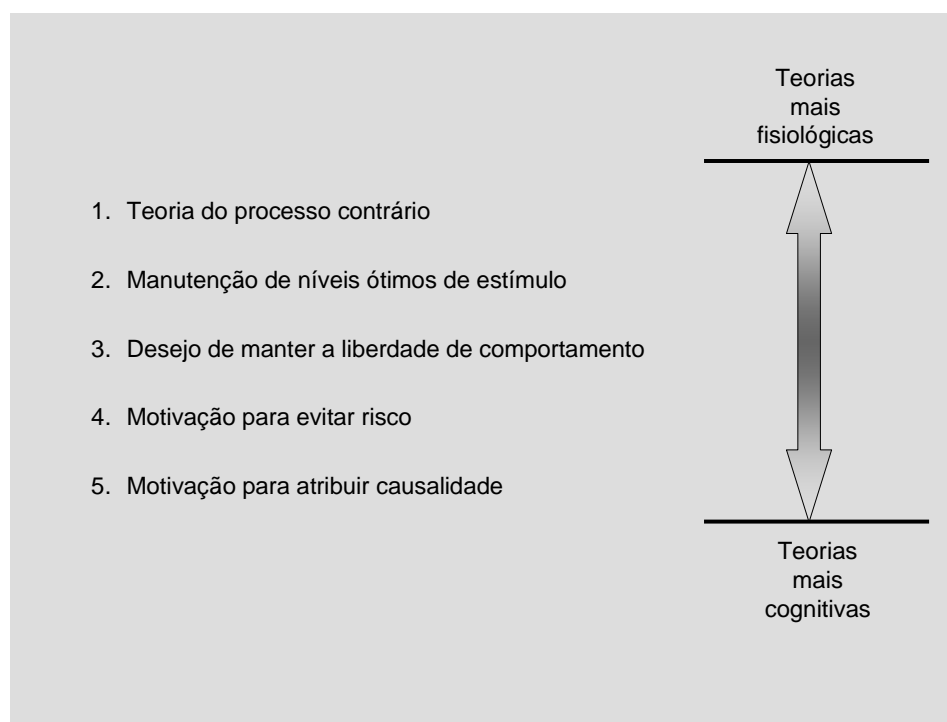 Teorias
mais
fisiológicas
1. Teoria do processo contrário
2. Manutenção de níveis ótimos de estímulo
3. Desejo de manter a liberdade de comportamento
4. Motivação para evitar risco
5. Motivação para atribuir causalidade
Teorias
mais
cognitivas